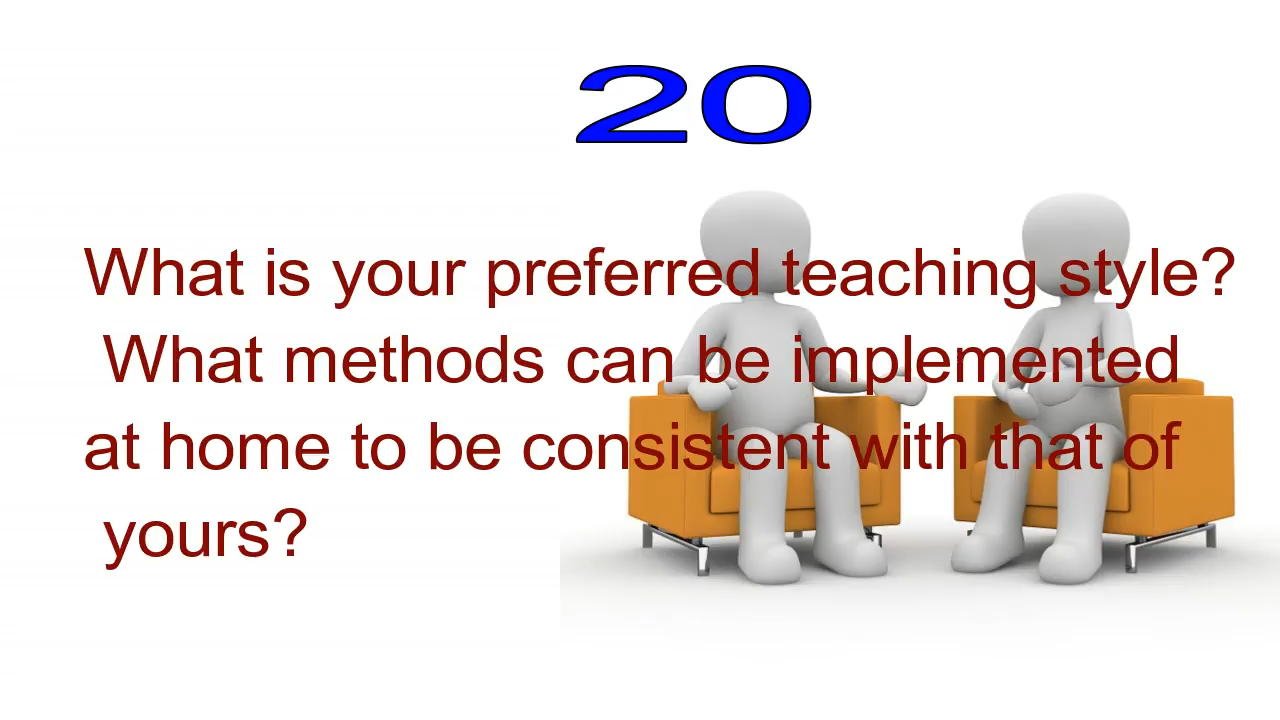 20
What is your preferred teaching style?
What methods can be implemented
at home to be consistent with that of
yours?